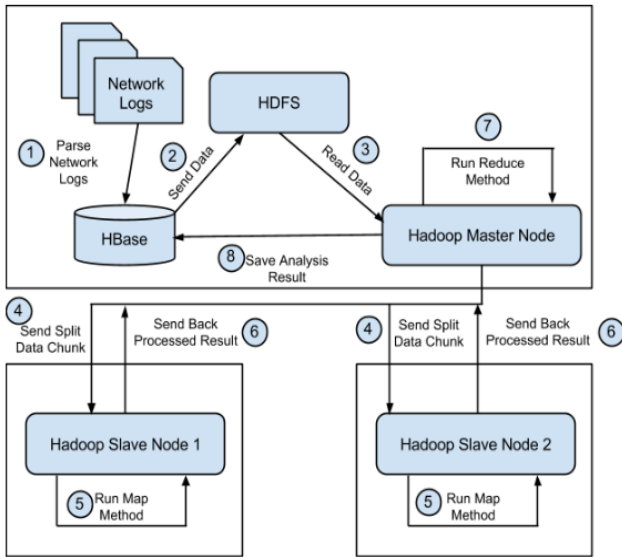 Network
Logs
HDFS
1
Parse
Network
Logs
2
Send Data
3
Read Data
7
Run Reduce
Method
HBase
Hadoop Master Node
8
Save Analysis
Result
4
Send Split
Data Chunk
Send Back
Processed Result
6
4
Send Split
Data Chunk
Send Back
Processed Result
6
Hadoop Slave Node 1
5
Run Map
Method
Hadoop Slave Node 2
5
Run Map
Method